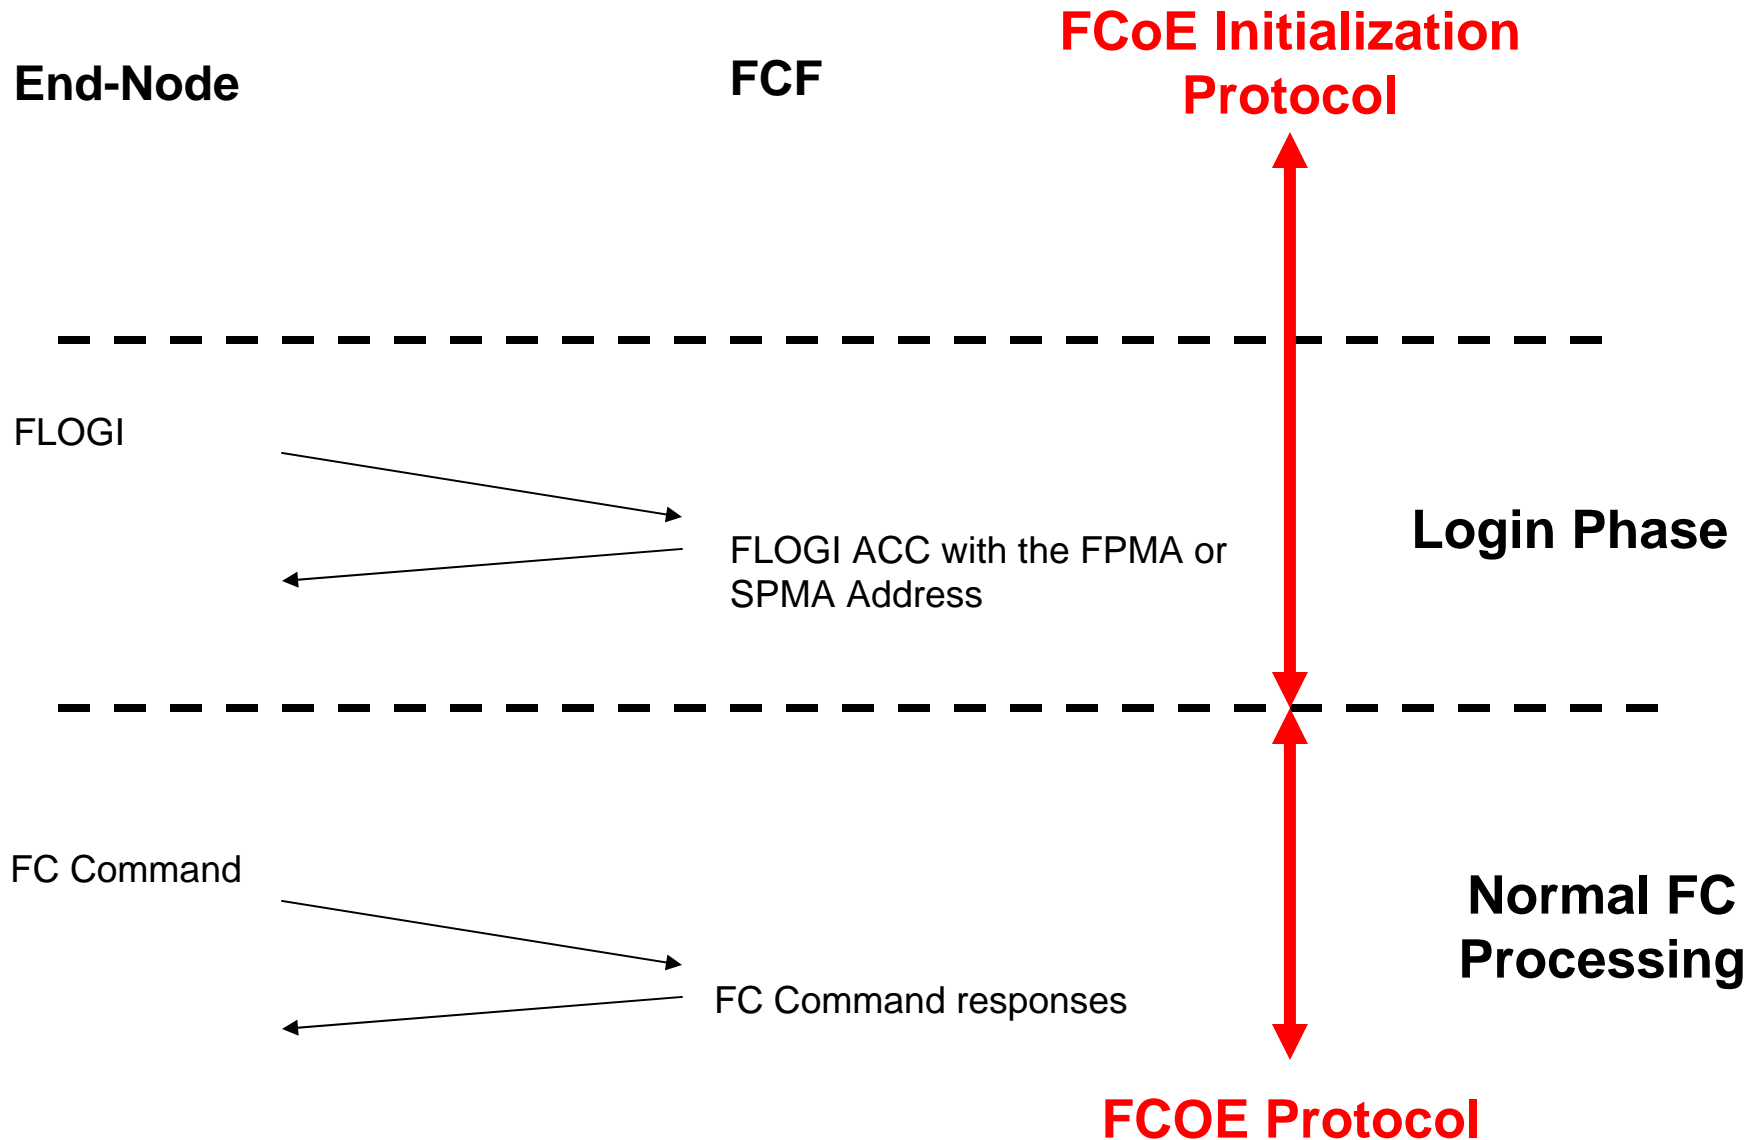 End-Node
FCF
FCoE Initialization
Protocol
FLOGI
FLOGI ACC with the FPMA or
SPMA Address
Login Phase
FC Command
FC Command responses
Normal FC
Processing
FCOE Protocol